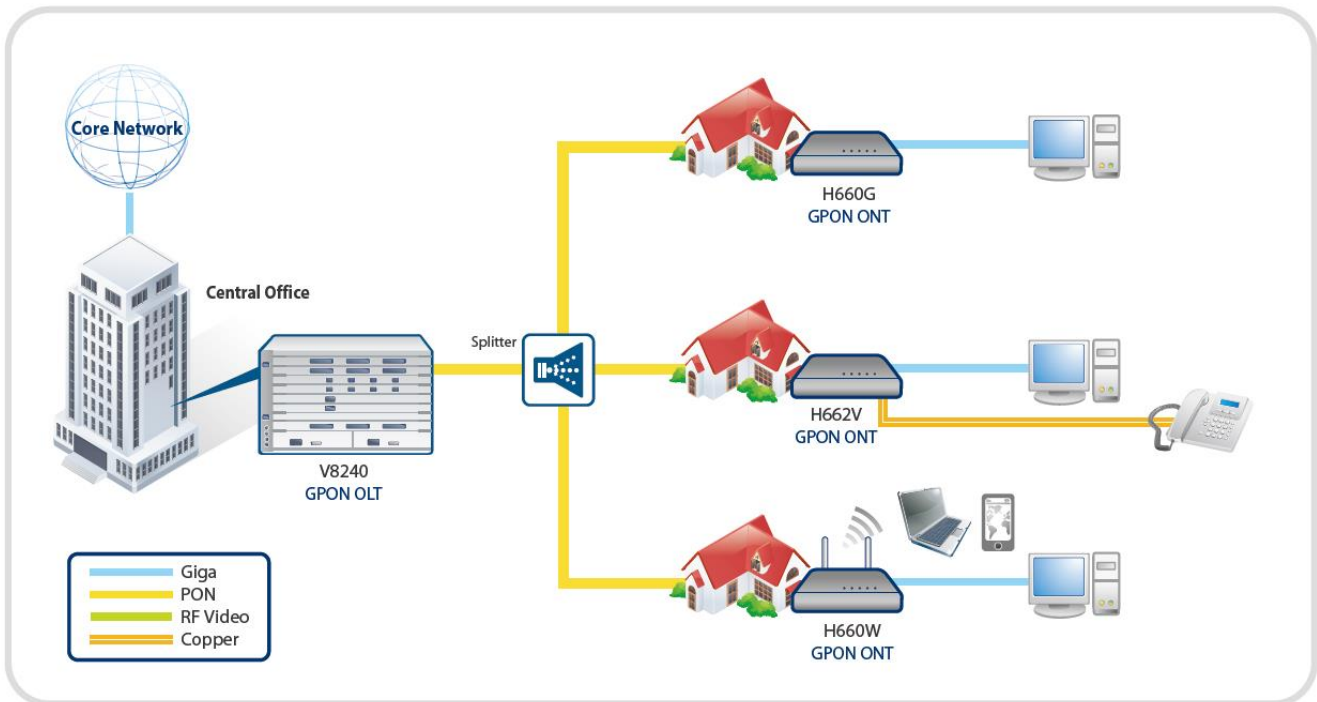 Core Network
Central Office
V8240
GPON OLT
Splitter
H660G
GPON ONT
H662V
GPON ONT
H660W
GPON ONT
Giga
PON
RF Video
Copper